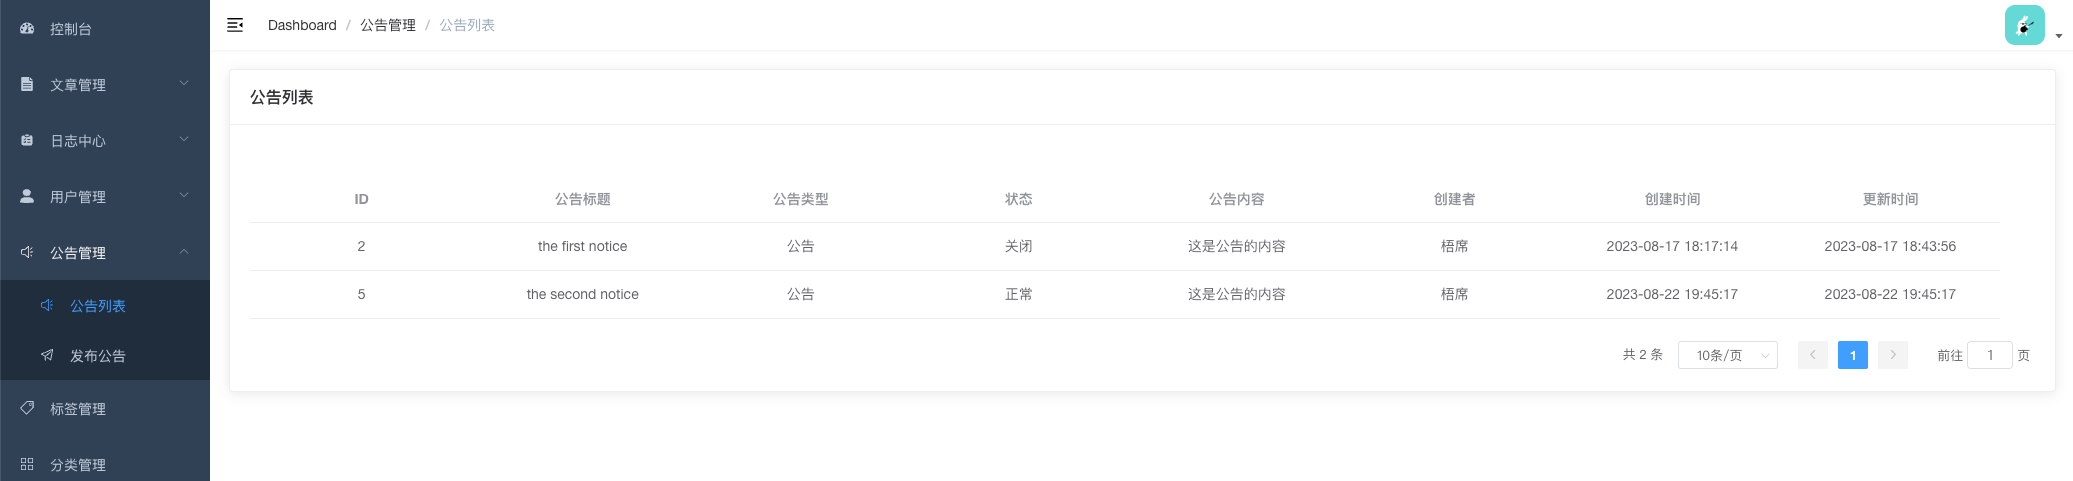 控制台
文章管理
日志中心
用户管理
公告管理
公告列表
发布公告
标签管理
分类管理
Dashboard / 公告管理 / 公告列表
公告列表
ID 公告标题 公告类型 状态 公告内容 创建者 创建时间 更新时间
2 the first notice 公告 关闭 这是公告的内容 梧席 2023-08-17 18:17:14 2023-08-17 18:43:56
5 the second notice 公告 正常 这是公告的内容 梧席 2023-08-22 19:45:17 2023-08-22 19:45:17
共 2 条 10条/页 1 前往 1 页